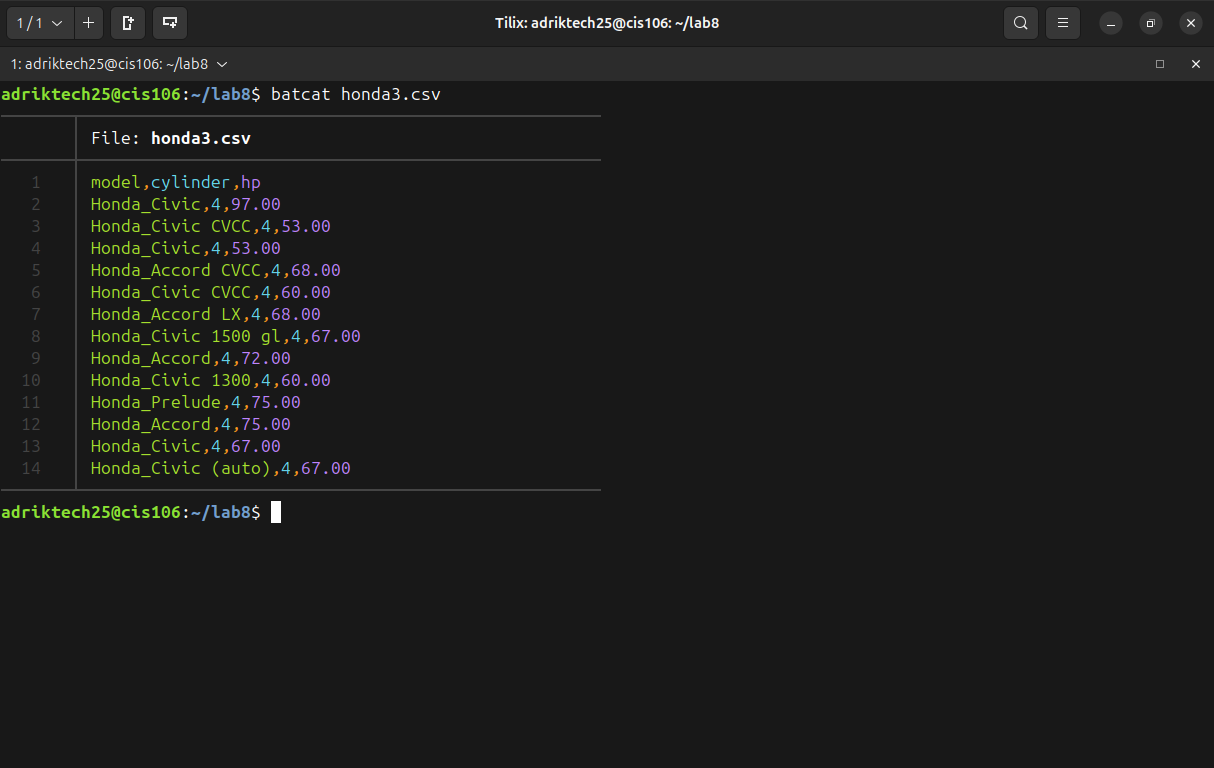 1 / 1
Tilix: adriktech25@cis106: ~/lab8
1: adriktech25@cis106: ~/lab8
adriktech25@cis106:~/lab8$ batcat honda3.csv
File: honda3.csv
1 model,cylinder,hp
2 Honda_Civic,4,97.00
3 Honda_Civic CVCC,4,53.00
4 Honda_Civic,4,53.00
5 Honda_Accord CVCC,4,68.00
6 Honda_Civic CVCC,4,60.00
7 Honda_Accord LX,4,68.00
8 Honda_Civic 1500 gl,4,67.00
9 Honda_Accord,4,72.00
10 Honda_Civic 1300,4,60.00
11 Honda_Prelude,4,75.00
12 Honda_Accord,4,75.00
13 Honda_Civic,4,67.00
14 Honda_Civic (auto),4,67.00
adriktech25@cis106:~/lab8$